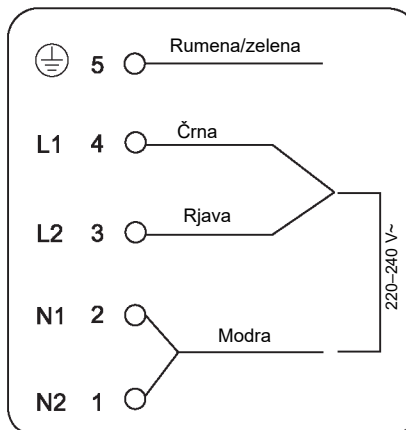 5 Rumena/zelena
L1 4 Črna
L2 3 Rjava
220–240 V~
N1 2
Modra
N2 1